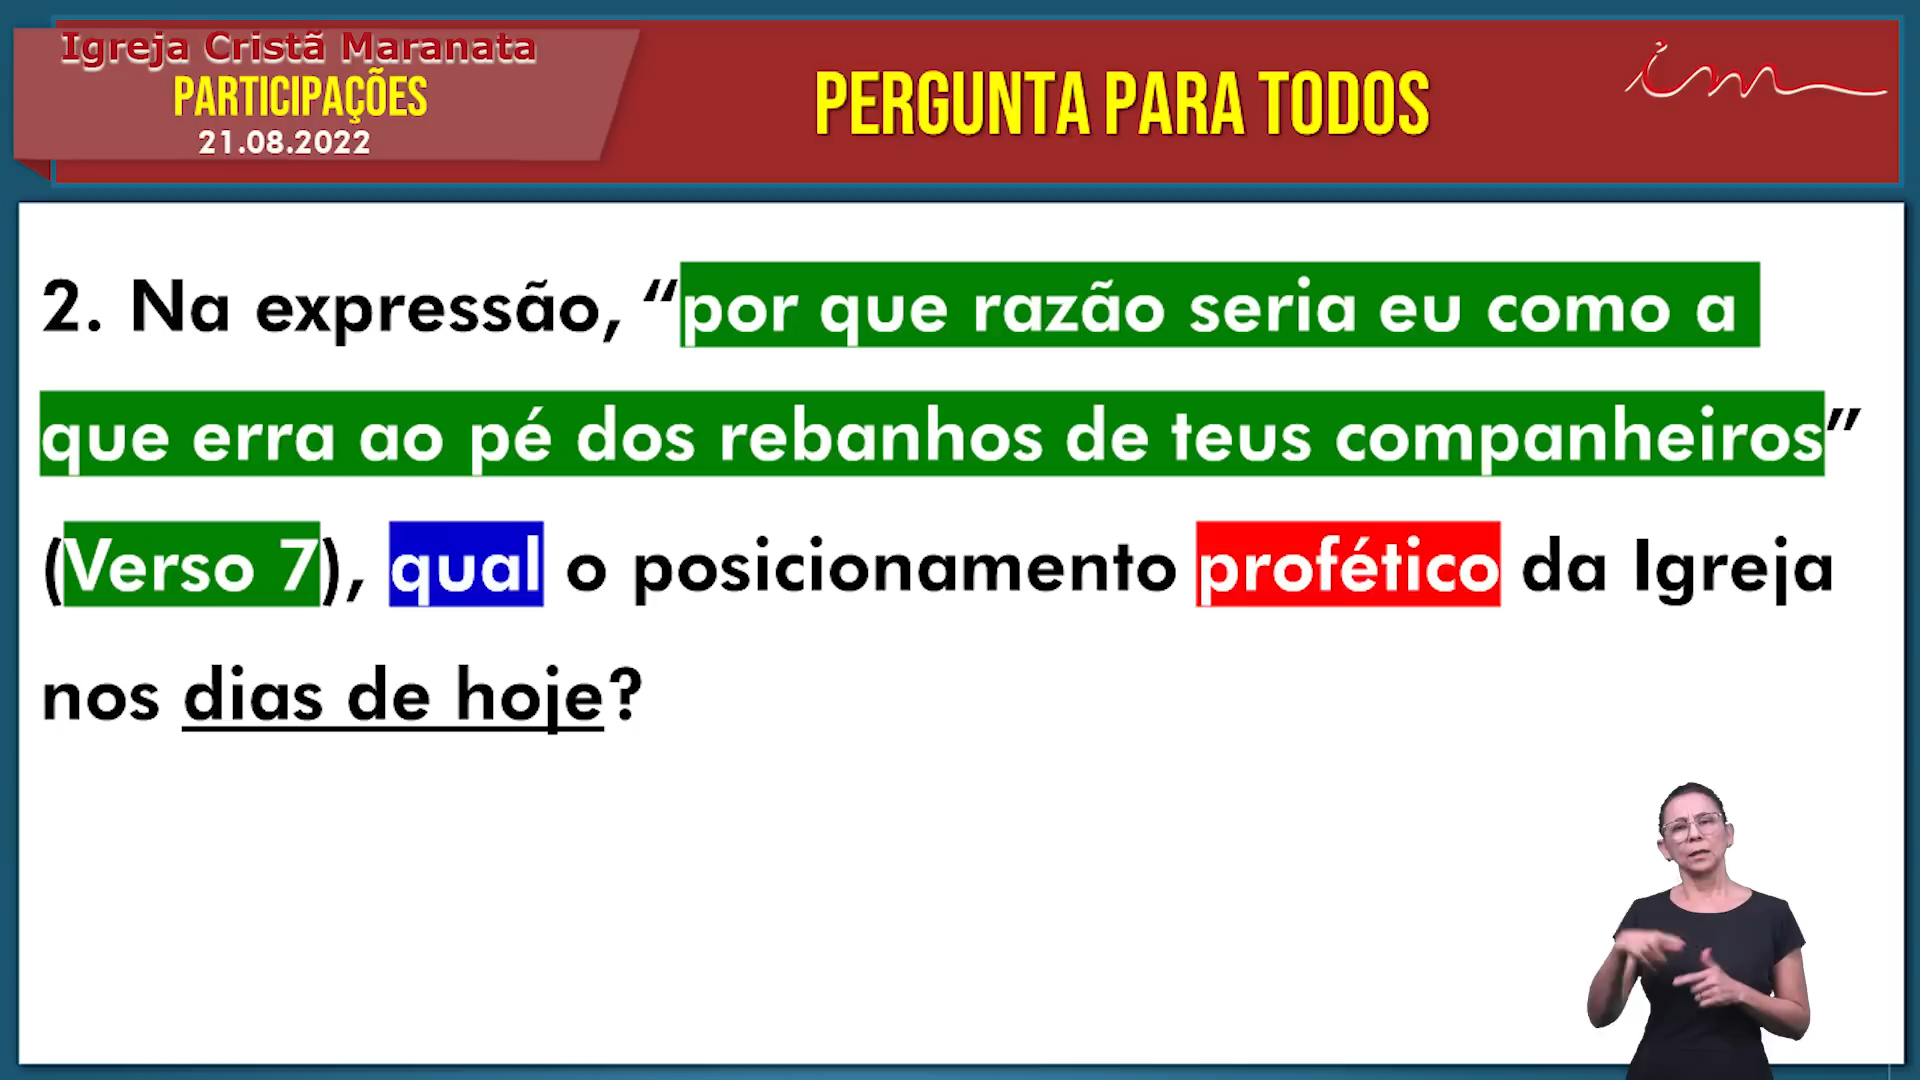 Igreja Cristã Maranata
PARTICIPAÇÕES
21.08.2022
PERGUNTA PARA TODOS
im
2. Na expressão, “por que razão seria eu como a
que erra ao pé dos rebanhos de teus companheiros”
(Verso 7), qual o posicionamento profético da Igreja
nos dias de hoje?